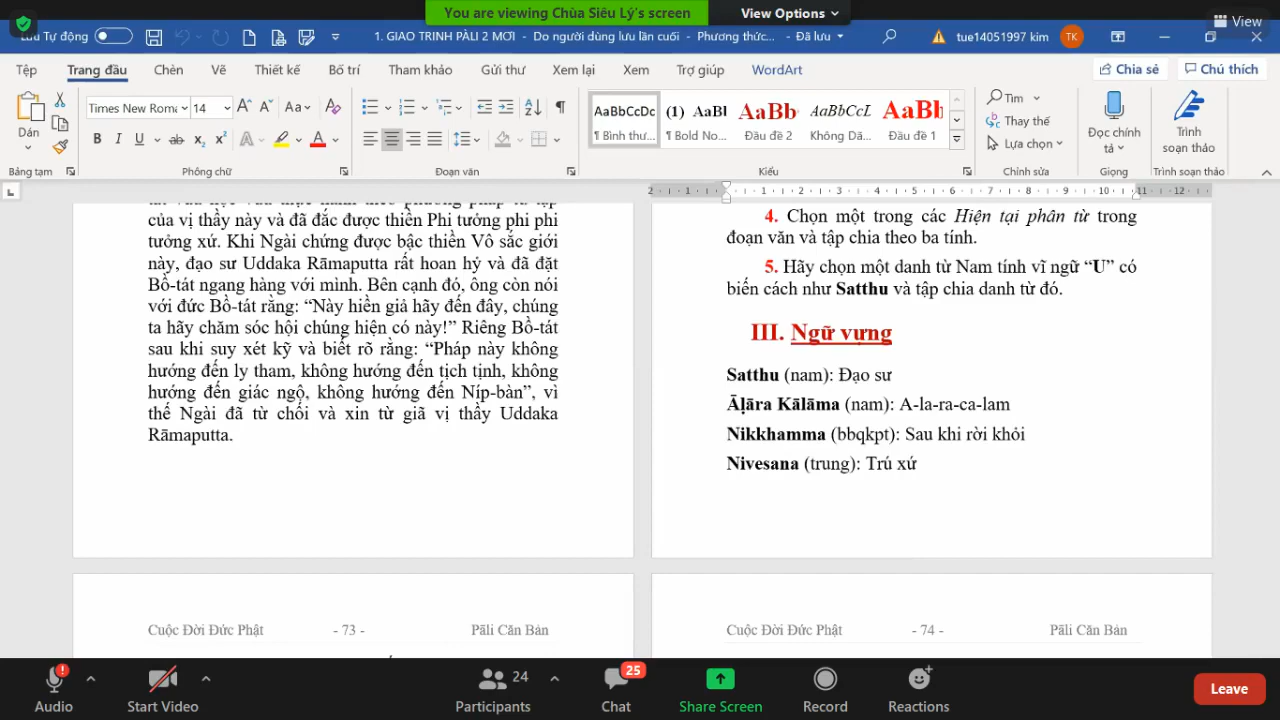 You are viewing Chùa Siêu Lý's screen
View Options
View
Lưu Tự động
1. GIAO TRINH PÀLI 2 MƠI - Do người dùng lưu lần cuối - Phương thức... - Đã lưu
tue14051997 kim
TK
Tệp Trang đầu Chèn Vẽ Thiết kế Bố trí Tham khảo Gửi thư Xem lại Xem Trợ giúp WordArt
Chia sẻ Chú thích
Dán
Times New Roma 14
Bảng tạm
Phông chữ
Đoạn văn
AaBbCcDc (1) AaBl AaBb AaBbCcL AaBb
¶ Bình thư... ¶ Bold No... Đầu đề 2 Không Dã... Đầu đề 1
Kiểu
Tìm
Thay thế
Lựa chọn
Chỉnh sửa
Đọc chính tả
Giọng
Trình soạn thảo
Trình soạn thảo
2 1 1 2 3 4 5 6 7 8 9 10 11 12
của vị thầy này và đã đắc được thiền Phi tưởng phi phi
tưởng xứ. Khi Ngài chứng được bậc thiền Vô sắc giới
này, đạo sư Uddaka Rāmaputta rất hoan hỷ và đã đặt
Bồ-tát ngang hàng với mình. Bên cạnh đó, ông còn nói
với đức Bồ-tát rằng: “Này hiền giả hãy đến đây, chúng
ta hãy chăm sóc hội chúng hiện có này!” Riêng Bồ-tát
sau khi suy xét kỹ và biết rõ rằng: “Pháp này không
hướng đến ly tham, không hướng đến tịch tịnh, không
hướng đến giác ngộ, không hướng đến Níp-bàn”, vì
thế Ngài đã từ chối và xin từ giã vị thầy Uddaka
Rāmaputta.
4. Chọn một trong các Hiện tại phân từ trong
đoạn văn và tập chia theo ba tính.
5. Hãy chọn một danh từ Nam tính vĩ ngữ “U” có
biến cách như Satthu và tập chia danh từ đó.
III. Ngữ vựng
Satthu (nam): Đạo sư
Āḷāra Kālāma (nam): A-la-ra-ca-lam
Nikkhamma (bbqkpt): Sau khi rời khỏi
Nivesana (trung): Trú xứ
Cuộc Đời Đức Phật - 73 - Pāli Căn Bản
Cuộc Đời Đức Phật - 74 - Pāli Căn Bản
Audio
Start Video
24
Participants
25
Chat
Share Screen
Record
Reactions
Leave